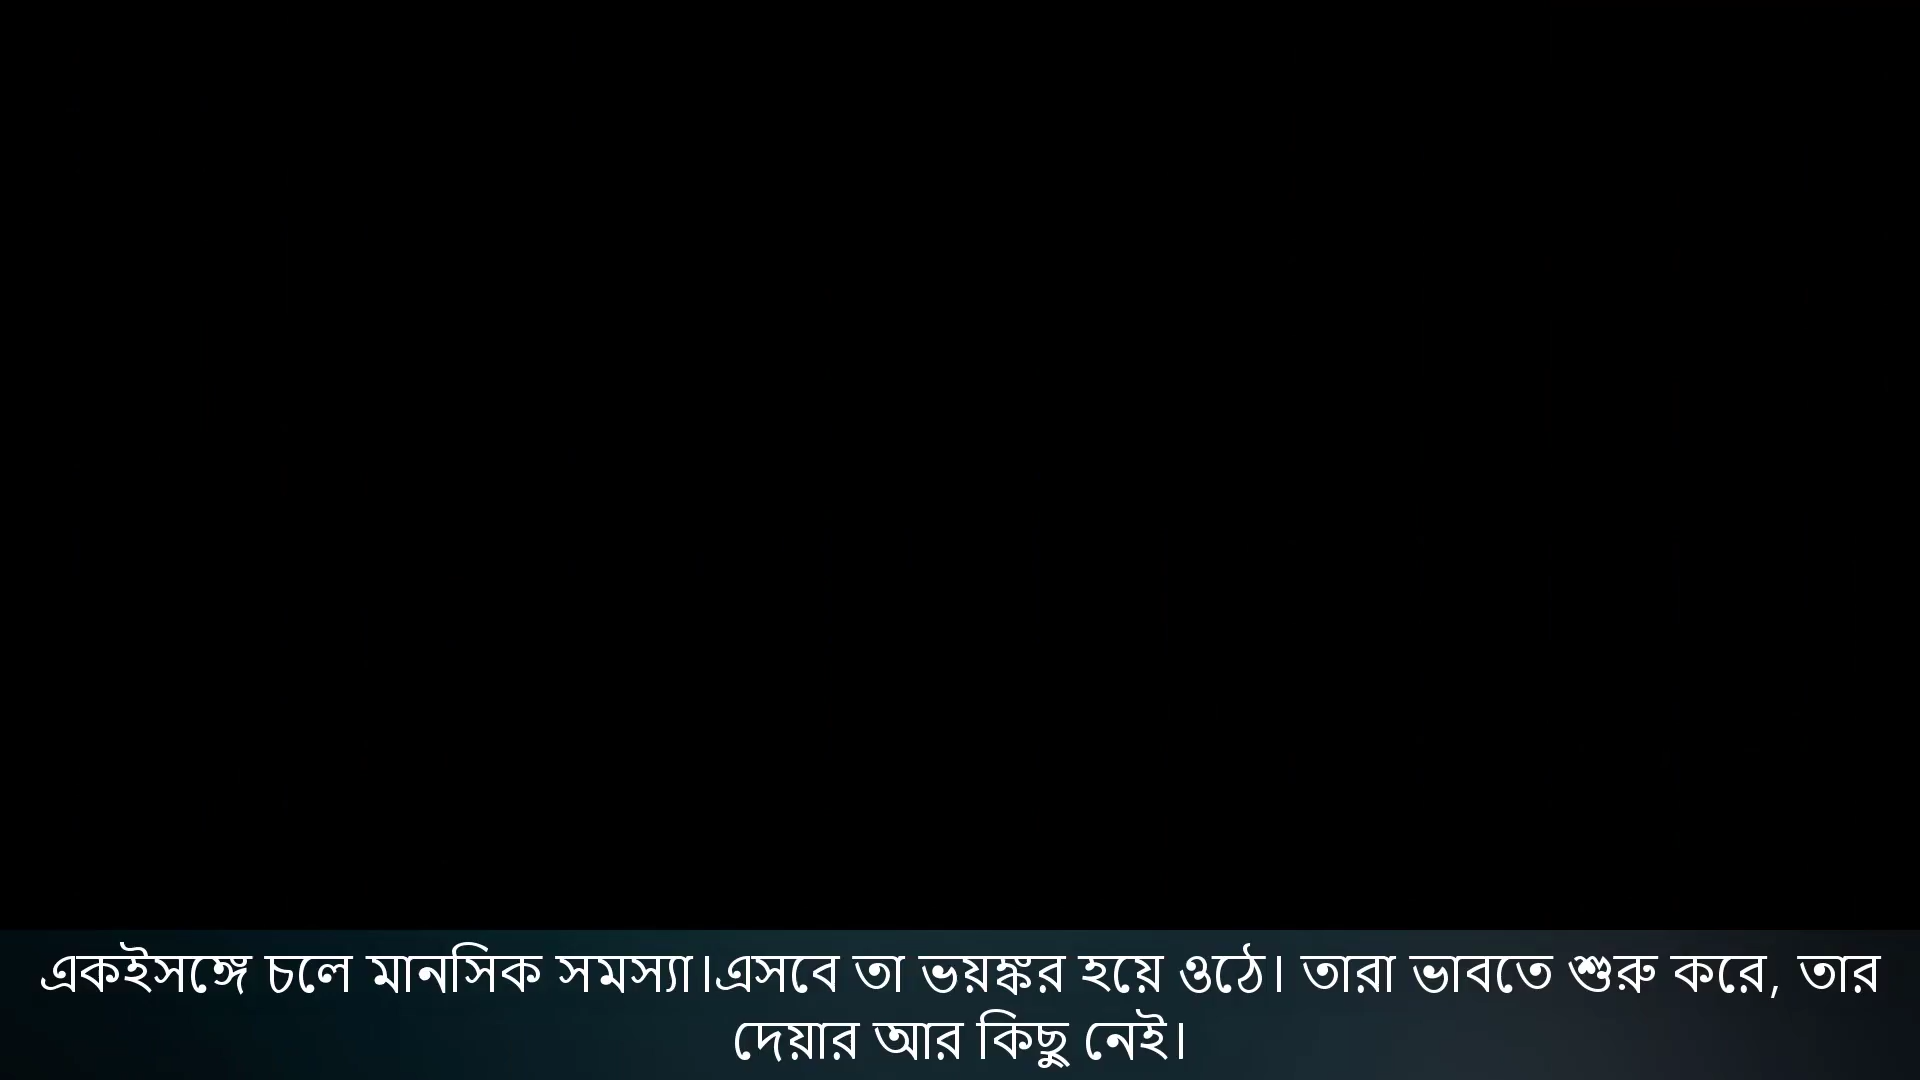 একইসঙ্গে চলে মানসিক সমস্যা।এসবে তা ভয়ঙ্কর হয়ে ওঠে। তারা ভাবতে শুরু করে, তার
দেয়ার আর কিছু নেই।